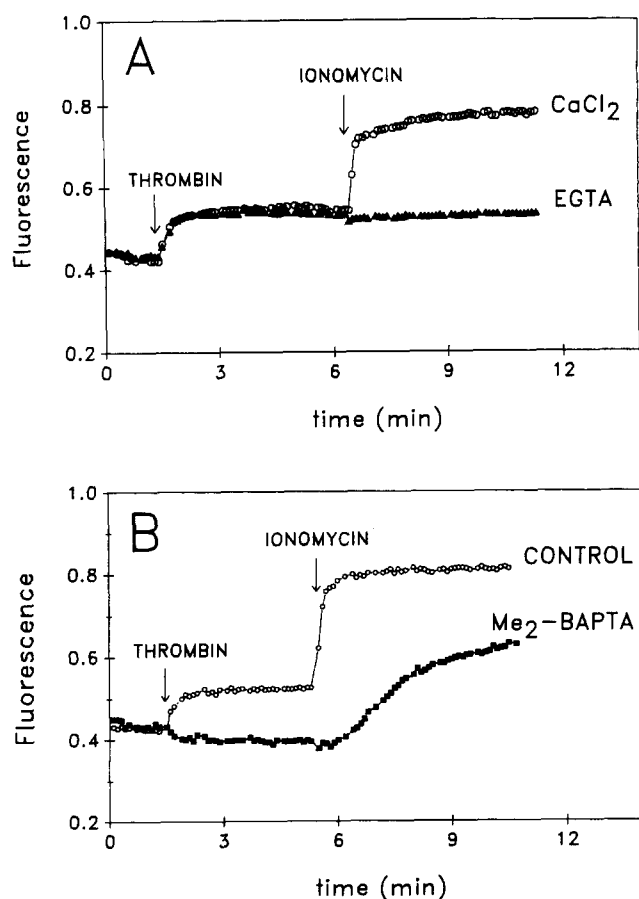 A
1.0
0.8
0.6
0.4
0.2
Fluorescence
THROMBIN
IONOMYCIN
CaCl₂
EGTA
0 3 6 9 12
time (min)
B
1.0
0.8
0.6
0.4
0.2
Fluorescence
THROMBIN
IONOMYCIN
CONTROL
Me₂-BAPTA
0 3 6 9 12
time (min)